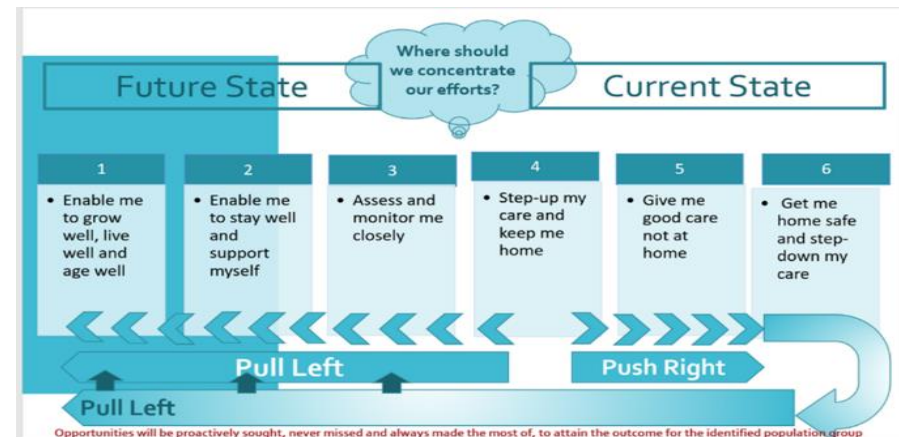 Where should
we concentrate
our efforts?
Future State
Current State
1
• Enable me
to grow
well, live
well and
age well
2
• Enable me
to stay well
and
support
myself
3
• Assess and
monitor me
closely
4
• Step-up my
care and
keep me
home
5
• Give me
good care
not at
home
6
• Get me
home safe
and step-
down my
care
Pull Left
Push Right
Pull Left
Opportunities will be proactively sought, never missed and always made the most of, to attain the outcome for the identified population group